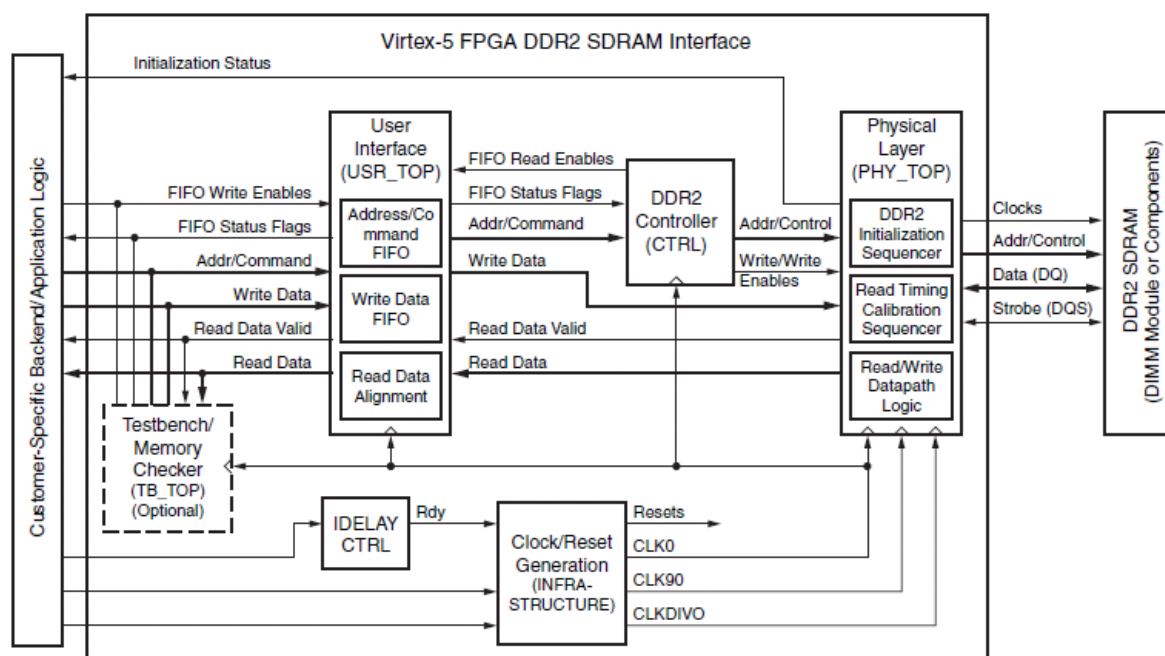 Virtex-5 FPGA DDR2 SDRAM Interface
Customer-Specific Backend/Application Logic
Initialization Status
FIFO Write Enables
FIFO Status Flags
Addr/Command
Write Data
Read Data Valid
Read Data
Testbench/
Memory
Checker
(TB_TOP)
(Optional)
User
Interface
(USR_TOP)
Address/Co
mmand
FIFO
Write Data
FIFO
Read Data
Alignment
FIFO Read Enables
FIFO Status Flags
Addr/Command
Write Data
Read Data Valid
Read Data
DDR2
Controller
(CTRL)
Addr/Control
Write/Write
Enables
Physical
Layer
(PHY_TOP)
DDR2
Initialization
Sequencer
Read Timing
Calibration
Sequencer
Read/Write
Datapath
Logic
Clocks
Addr/Control
Data (DQ)
Strobe (DQS)
DDR2 SDRAM
(DIMM Module or Components)
IDELAY
CTRL
Rdy
Clock/Reset
Generation
(INFRA-
STRUCTURE)
Resets
CLK0
CLK90
CLKDIVO